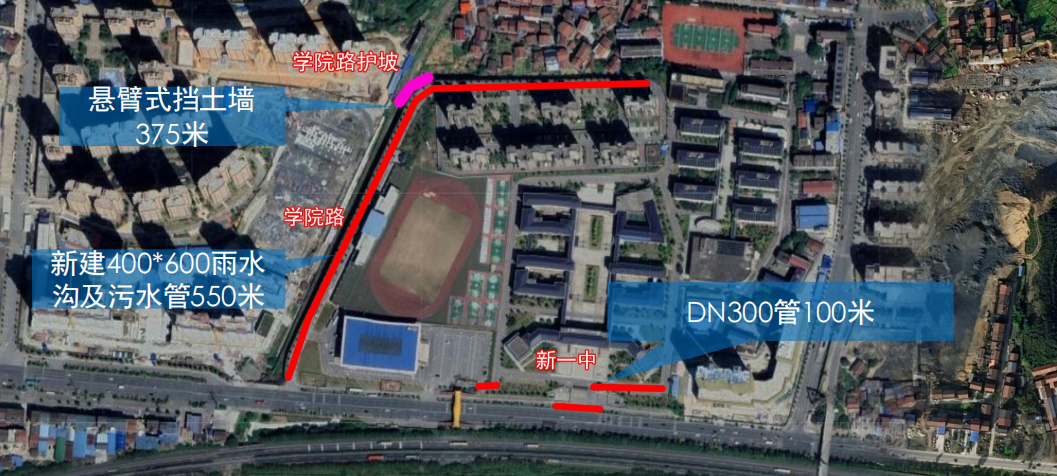 学院路护坡
悬臂式挡土墙
375米
学院路
新建400*600雨水
沟及污水管550米
DN300管100米
新一中